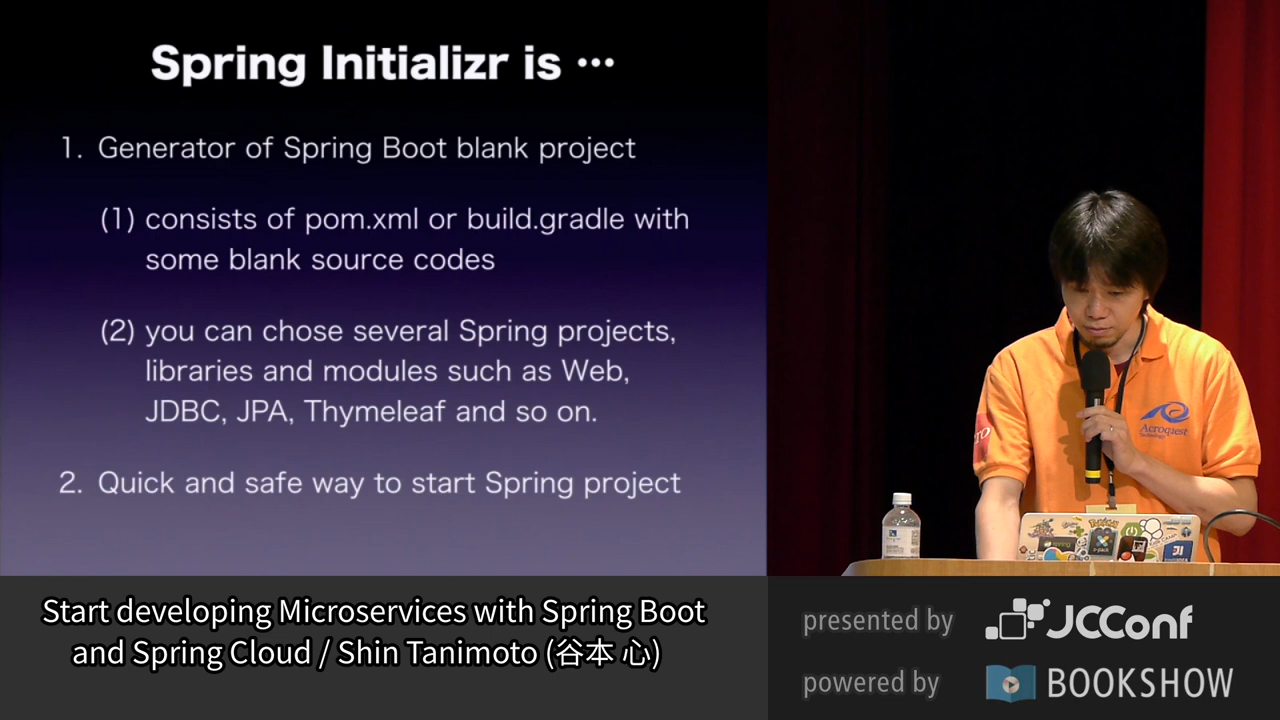 Spring Initializr is …
1. Generator of Spring Boot blank project
(1) consists of pom.xml or build.gradle with
some blank source codes
(2) you can chose several Spring projects,
libraries and modules such as Web,
JDBC, JPA, Thymeleaf and so on.
2. Quick and safe way to start Spring project
Acroquest
Technology
spring
Start developing Microservices with Spring Boot
and Spring Cloud / Shin Tanimoto (谷本 心)
presented by JCConf
powered by BOOKSHOW